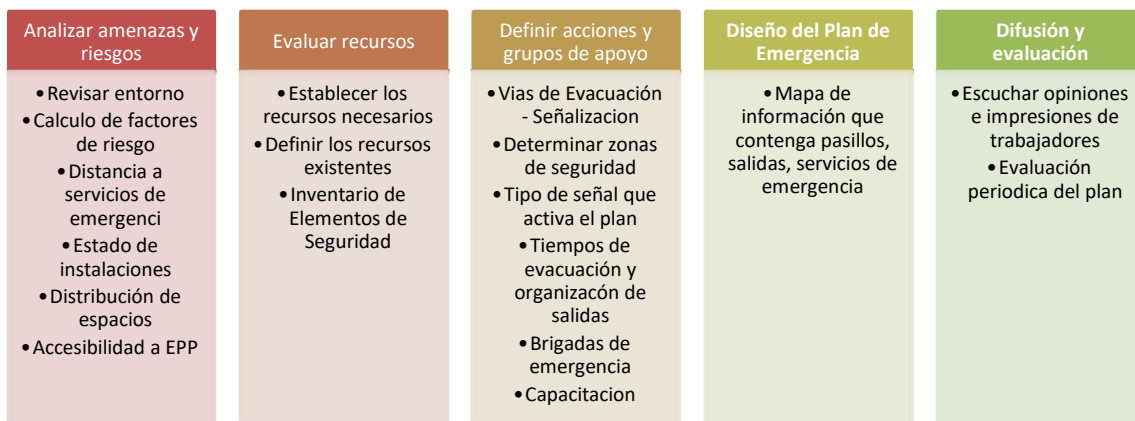 Analizar amenazas y
riesgos
•Revisar entorno
•Calculo de factores
de riesgo
•Distancia a
servicios de
emergenci
•Estado de
instalaciones
•Distribución de
espacios
•Accesibilidad a EPP
Evaluar recursos
•Establecer los
recursos necesarios
•Definir los recursos
existentes
•Inventario de
Elementos de
Seguridad
Definir acciones y
grupos de apoyo
•Vias de Evacuación
- Señalizacion
•Determinar zonas
de seguridad
•Tipo de señal que
activa el plan
•Tiempos de
evacuación y
organizacón de
salidas
•Brigadas de
emergencia
•Capacitacion
Diseño del Plan de
Emergencia
•Mapa de
información que
contenga pasillos,
salidas, servicios de
emergencia
Difusión y
evaluación
•Escuchar opiniones
e impresiones de
trabajadores
•Evaluación
periodica del plan